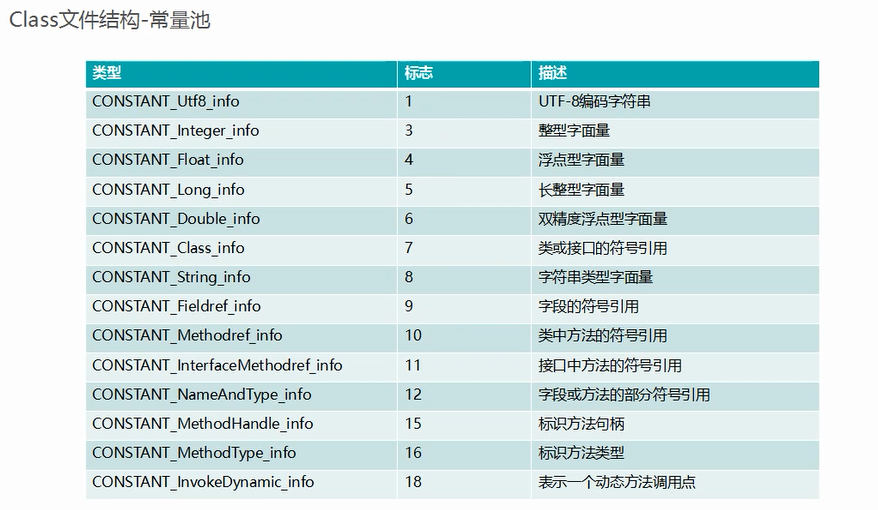 Class文件结构-常量池
类型 标志 描述
CONSTANT_Utf8_info 1 UTF-8编码字符串
CONSTANT_Integer_info 3 整型字面量
CONSTANT_Float_info 4 浮点型字面量
CONSTANT_Long_info 5 长整型字面量
CONSTANT_Double_info 6 双精度浮点型字面量
CONSTANT_Class_info 7 类或接口的符号引用
CONSTANT_String_info 8 字符串类型字面量
CONSTANT_Fieldref_info 9 字段的符号引用
CONSTANT_Methodref_info 10 类中方法的符号引用
CONSTANT_InterfaceMethodref_info 11 接口中方法的符号引用
CONSTANT_NameAndType_info 12 字段或方法的部分符号引用
CONSTANT_MethodHandle_info 15 标识方法句柄
CONSTANT_MethodType_info 16 标识方法类型
CONSTANT_InvokeDynamic_info 18 表示一个动态方法调用点